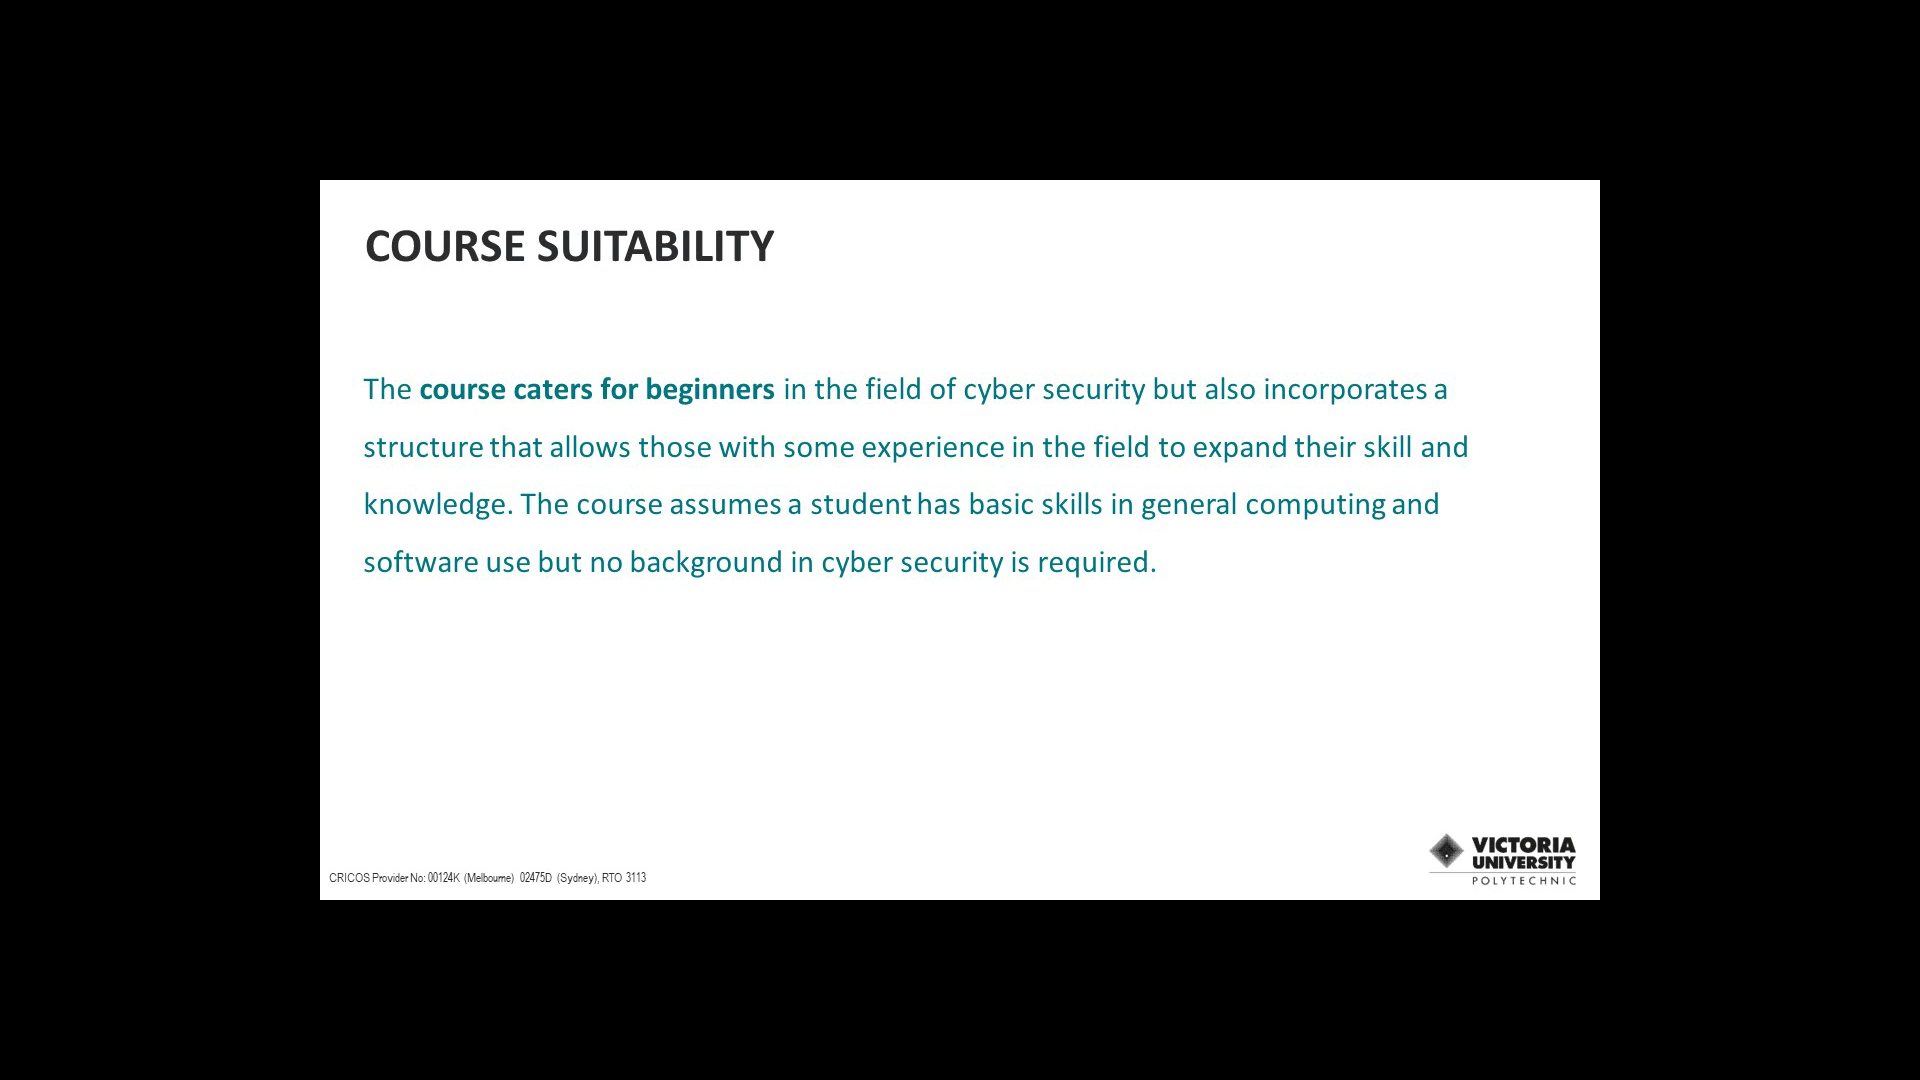 COURSE SUITABILITY
The course caters for beginners in the field of cyber security but also incorporates a
structure that allows those with some experience in the field to expand their skill and
knowledge. The course assumes a student has basic skills in general computing and
software use but no background in cyber security is required.
CRICOS Provider No: 00124K (Melbourne) 02475D (Sydney), RTO 3113
VICTORIA
UNIVERSITY
POLYTECHNIC